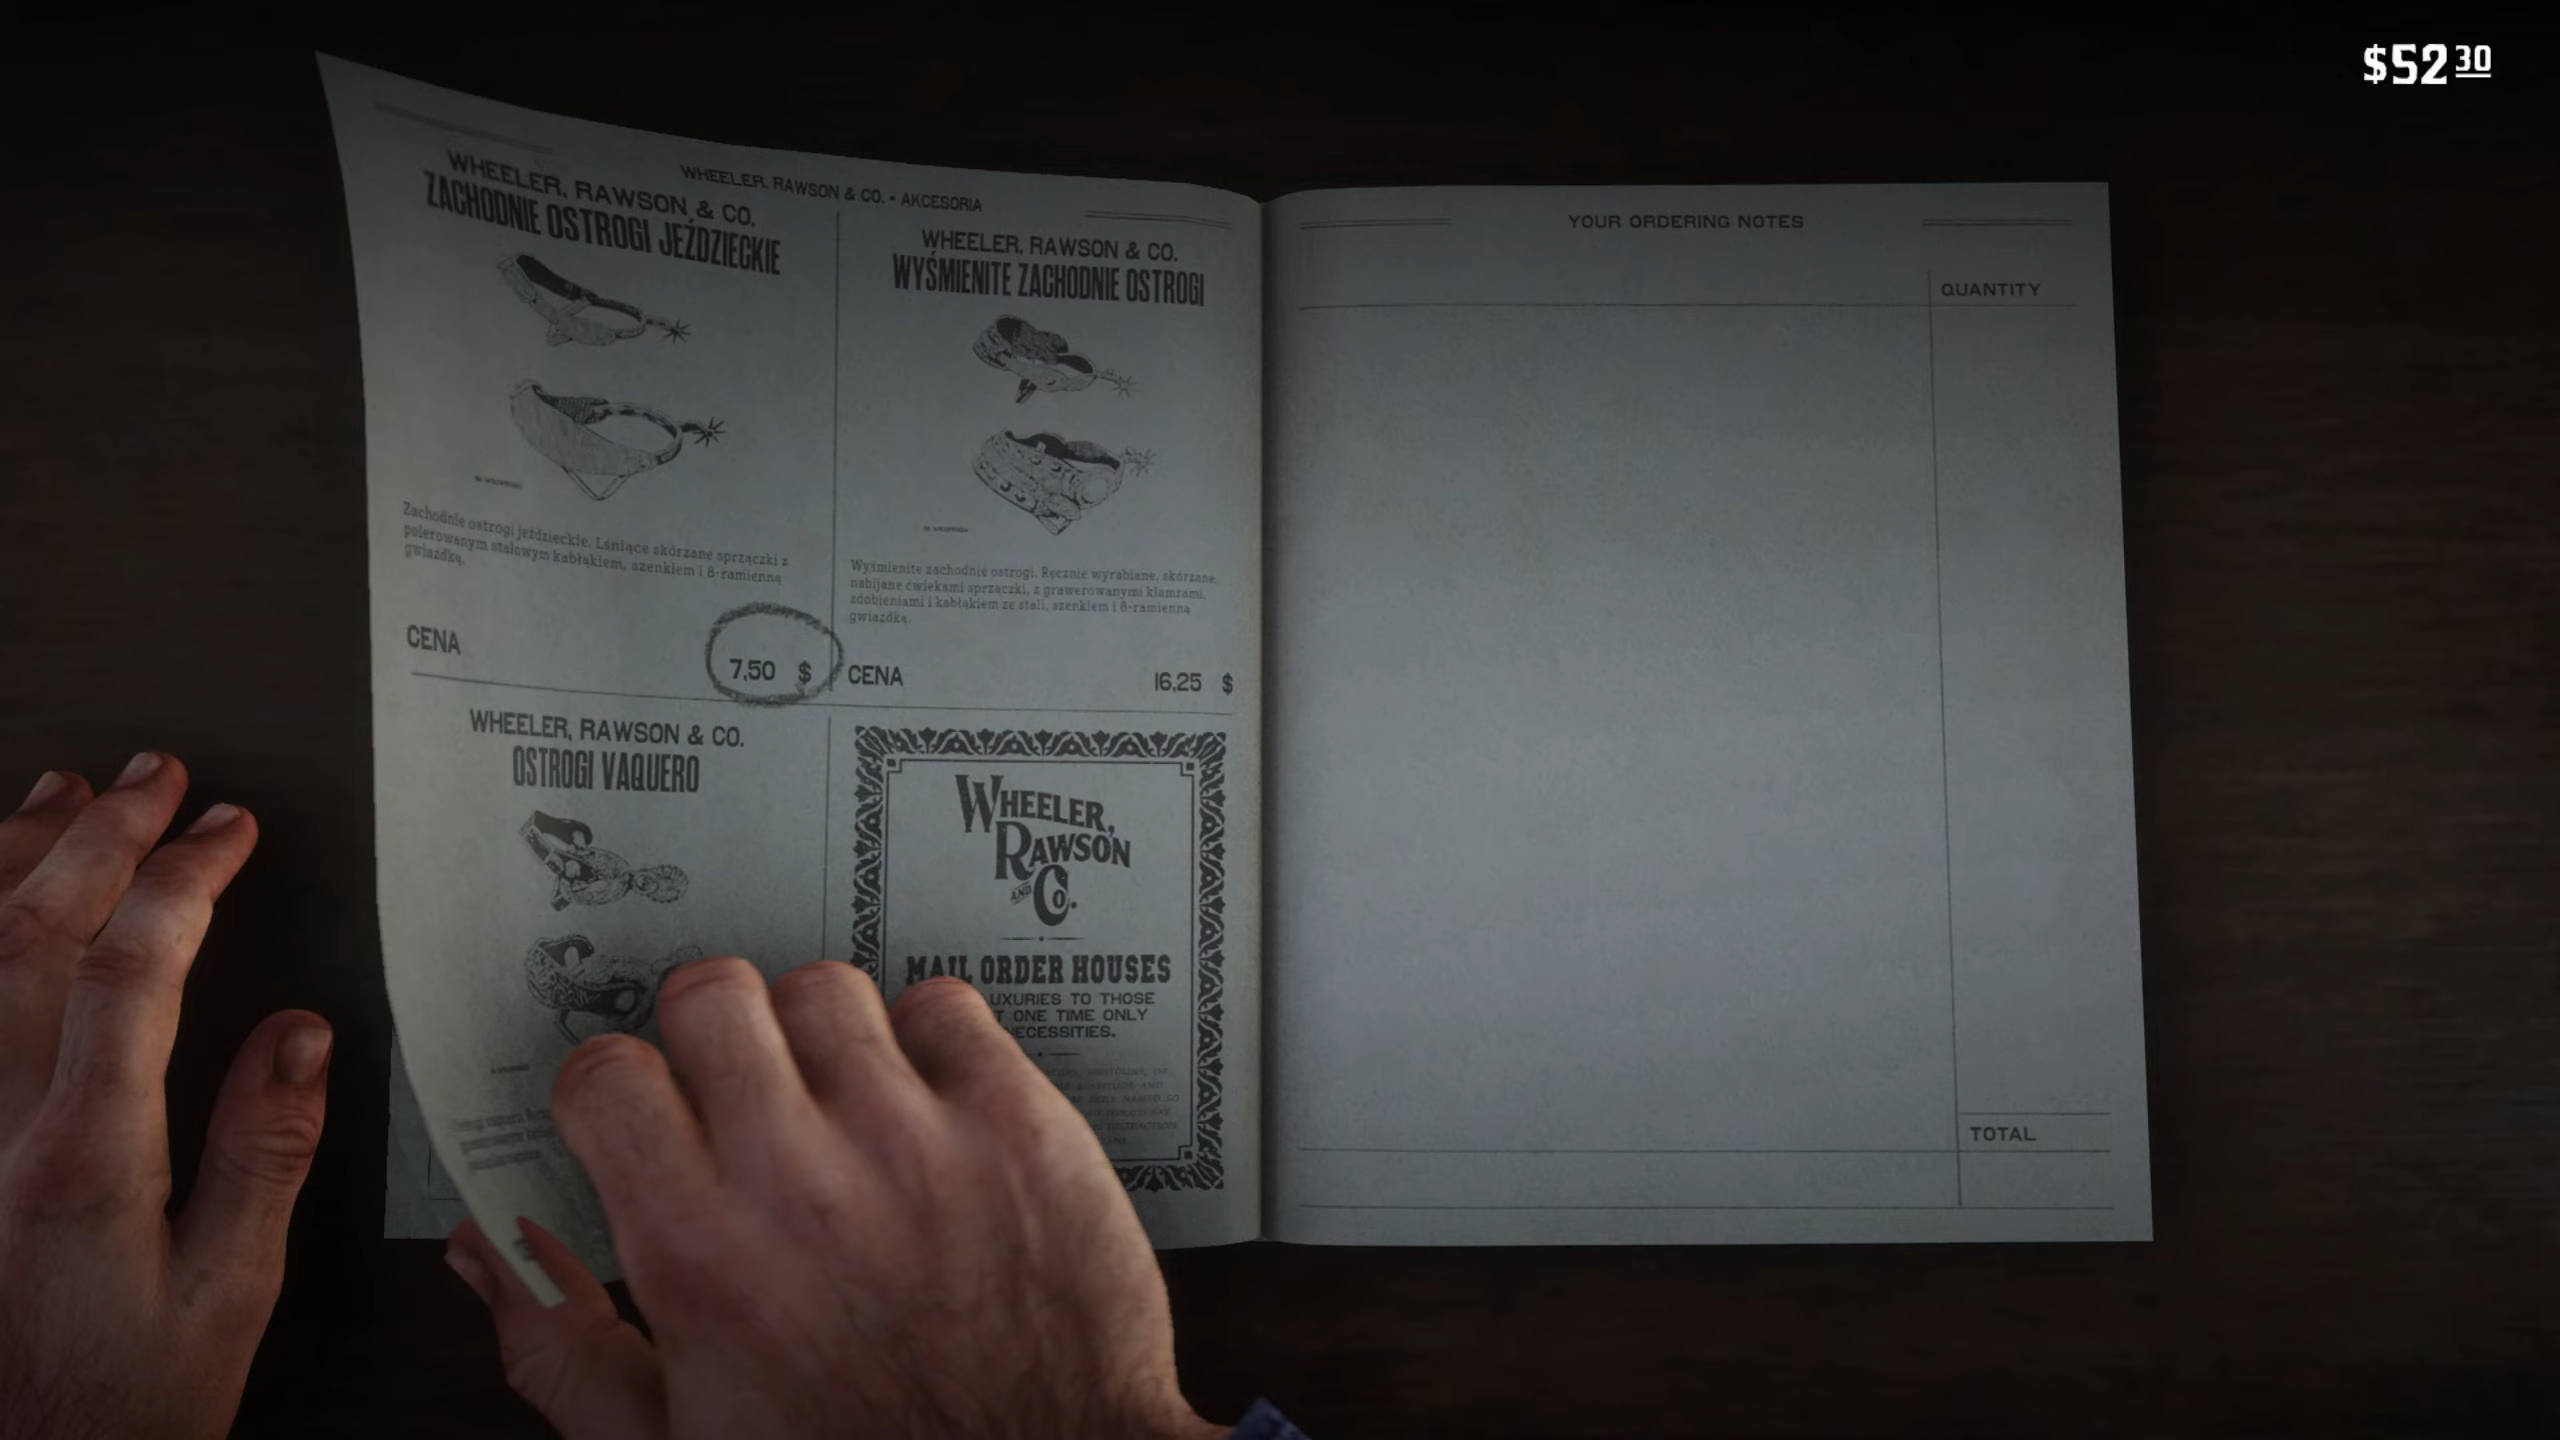 $52 30
WHEELER, RAWSON & CO. • AKCESORIA
WHEELER, RAWSON & CO.
ZACHODNIE OSTROGI JEŹDZIECKIE
Zachodnie ostrogi jeździeckie. Lśniące skórzane sprzączki z
polerowanym stalowym kabłąkiem, szenklem i 8-ramienną
gwiazdką.
CENA
7,50 $
WHEELER, RAWSON & CO.
WYŚMIENITE ZACHODNIE OSTROGI
Wyśmienite zachodnie ostrogi. Ręcznie wyrabiane, skórzane,
nabijane ćwiekami sprzączki, z grawerowanymi klamrami,
zdobieniami i kabłąkiem ze stali, szenklem i 8-ramienną
gwiazdką.
CENA
16,25 $
WHEELER, RAWSON & CO.
OSTROGI VAQUERO
WHEELER,
RAWSON
AND CO.
MAIL ORDER HOUSES
UXURIES TO THOSE
T ONE TIME ONLY
NECESSITIES.
YOUR ORDERING NOTES
QUANTITY
TOTAL